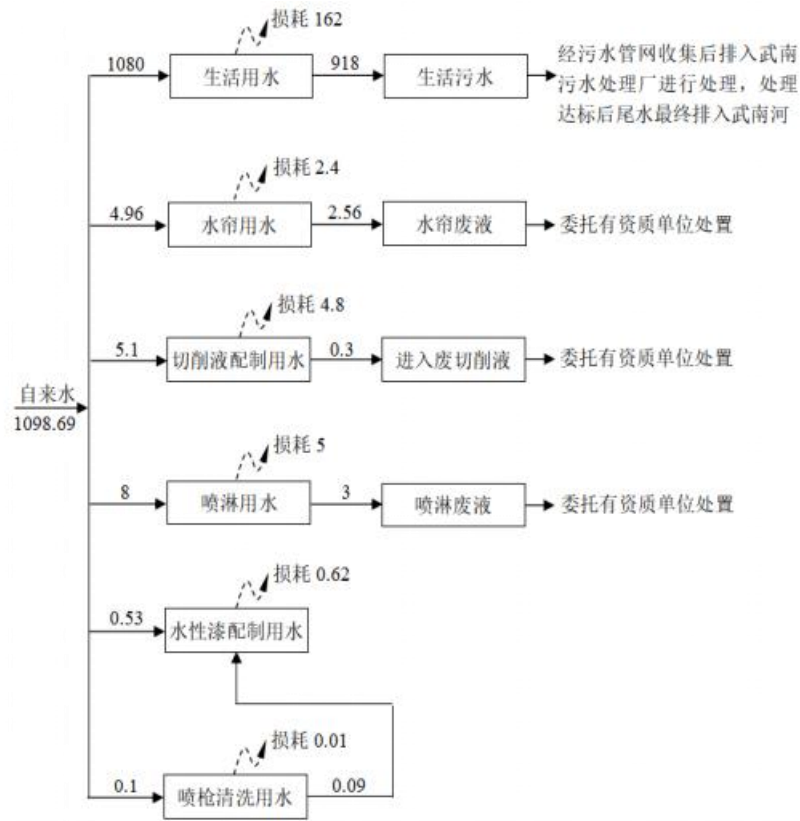 损耗 162
1080
生活用水
918
生活污水
经污水管网收集后排入武南
污水处理厂进行处理，处理
达标后尾水最终排入武南河
损耗 2.4
4.96
水帘用水
2.56
水帘废液
委托有资质单位处置
损耗 4.8
5.1
切削液配制用水
0.3
进入废切削液
委托有资质单位处置
自来水
1098.69
损耗 5
8
喷淋用水
3
喷淋废液
委托有资质单位处置
损耗 0.62
0.53
水性漆配制用水
损耗 0.01
0.1
喷枪清洗用水
0.09